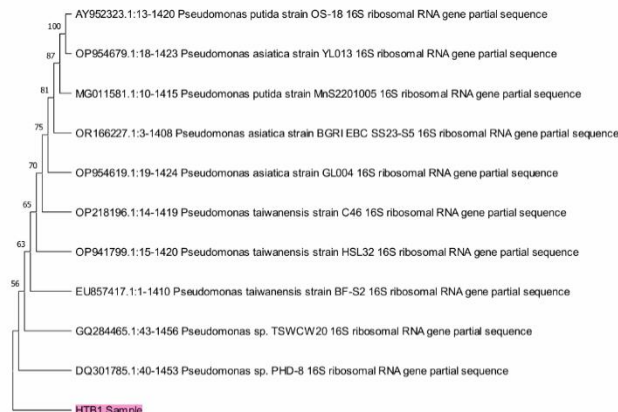 AY952323.1:13-1420 Pseudomonas putida strain OS-18 16S ribosomal RNA gene partial sequence
100
OP954679.1:18-1423 Pseudomonas asiatica strain YL013 16S ribosomal RNA gene partial sequence
87
MG011581.1:10-1415 Pseudomonas putida strain MnS2201005 16S ribosomal RNA gene partial sequence
81
OR166227.1:3-1408 Pseudomonas asiatica strain BGRI EBC SS23-S5 16S ribosomal RNA gene partial sequence
75
OP954619.1:19-1424 Pseudomonas asiatica strain GL004 16S ribosomal RNA gene partial sequence
70
OP218196.1:14-1419 Pseudomonas taiwanensis strain C46 16S ribosomal RNA gene partial sequence
65
OP941799.1:15-1420 Pseudomonas taiwanensis strain HSL32 16S ribosomal RNA gene partial sequence
63
EU857417.1:1-1410 Pseudomonas taiwanensis strain BF-S2 16S ribosomal RNA gene partial sequence
56
GQ284465.1:43-1456 Pseudomonas sp. TSWCW20 16S ribosomal RNA gene partial sequence
DQ301785.1:40-1453 Pseudomonas sp. PHD-8 16S ribosomal RNA gene partial sequence
HTB1 Sample